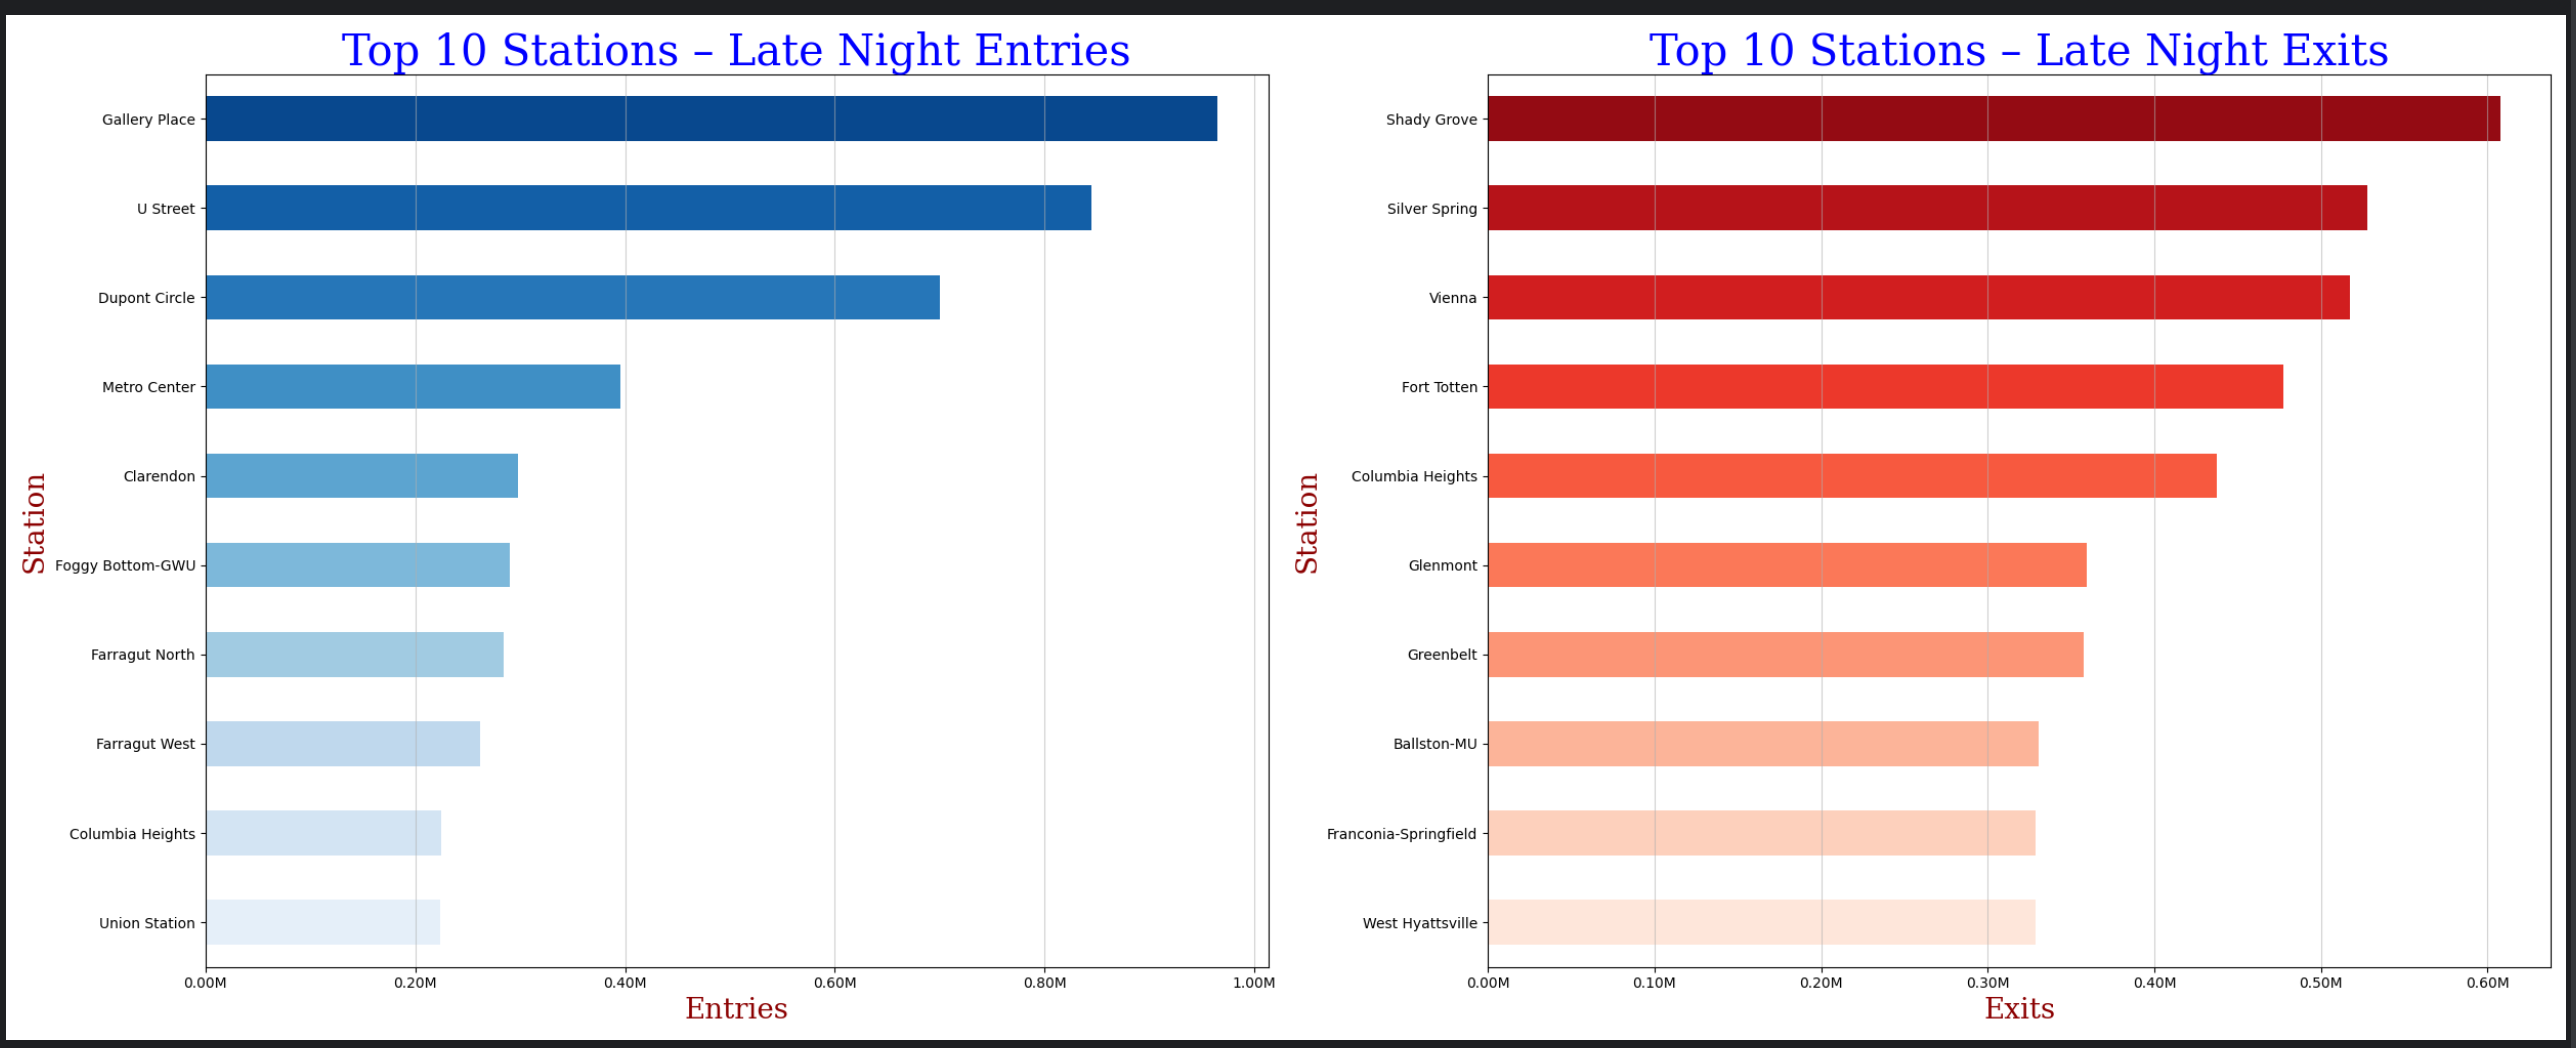 Top 10 Stations – Late Night Entries
Station
Gallery Place
U Street
Dupont Circle
Metro Center
Clarendon
Foggy Bottom-GWU
Farragut North
Farragut West
Columbia Heights
Union Station
0.00M 0.20M 0.40M 0.60M 0.80M 1.00M
Entries
Top 10 Stations – Late Night Exits
Station
Shady Grove
Silver Spring
Vienna
Fort Totten
Columbia Heights
Glenmont
Greenbelt
Ballston-MU
Franconia-Springfield
West Hyattsville
0.00M 0.10M 0.20M 0.30M 0.40M 0.50M 0.60M
Exits